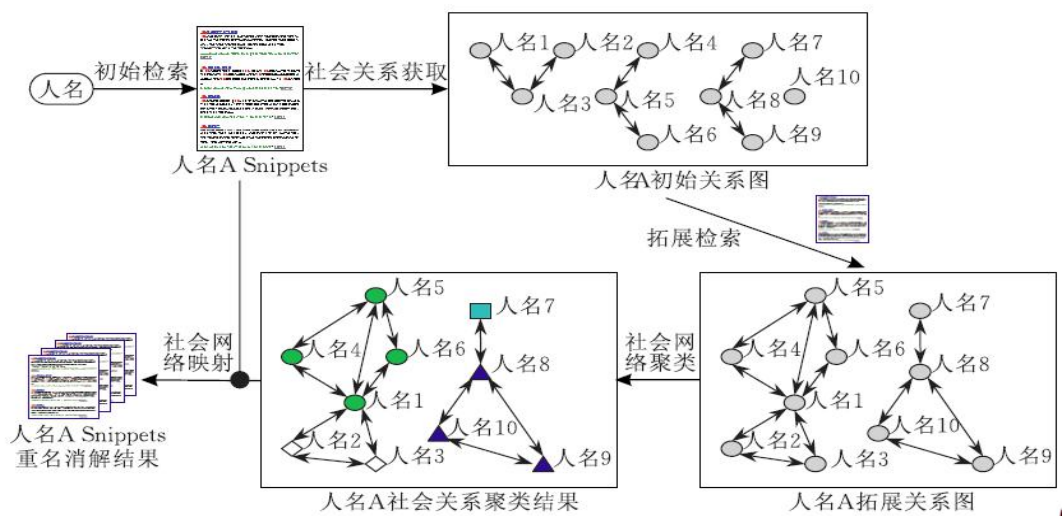 人名
初始检索
人名A Snippets
社会关系获取
人名1
人名2
人名4
人名7
人名10
人名3
人名5
人名8
人名6
人名9
人名A初始关系图
拓展检索
人名5
人名7
人名4
人名6
人名8
人名1
人名2
人名10
人名3
人名9
人名A拓展关系图
社会网
络聚类
人名5
人名7
人名4
人名6
人名8
人名1
人名2
人名10
人名3
人名9
人名A社会关系聚类结果
社会网
络映射
人名A Snippets
重名消解结果